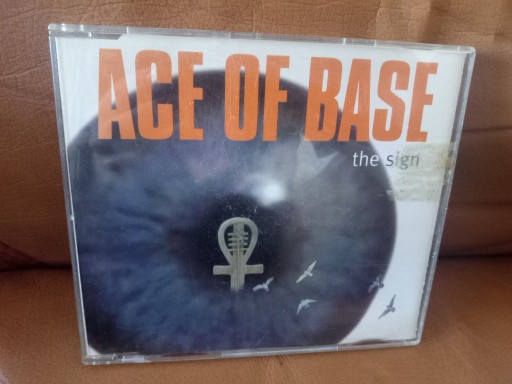 ACE OF BASE
the sign